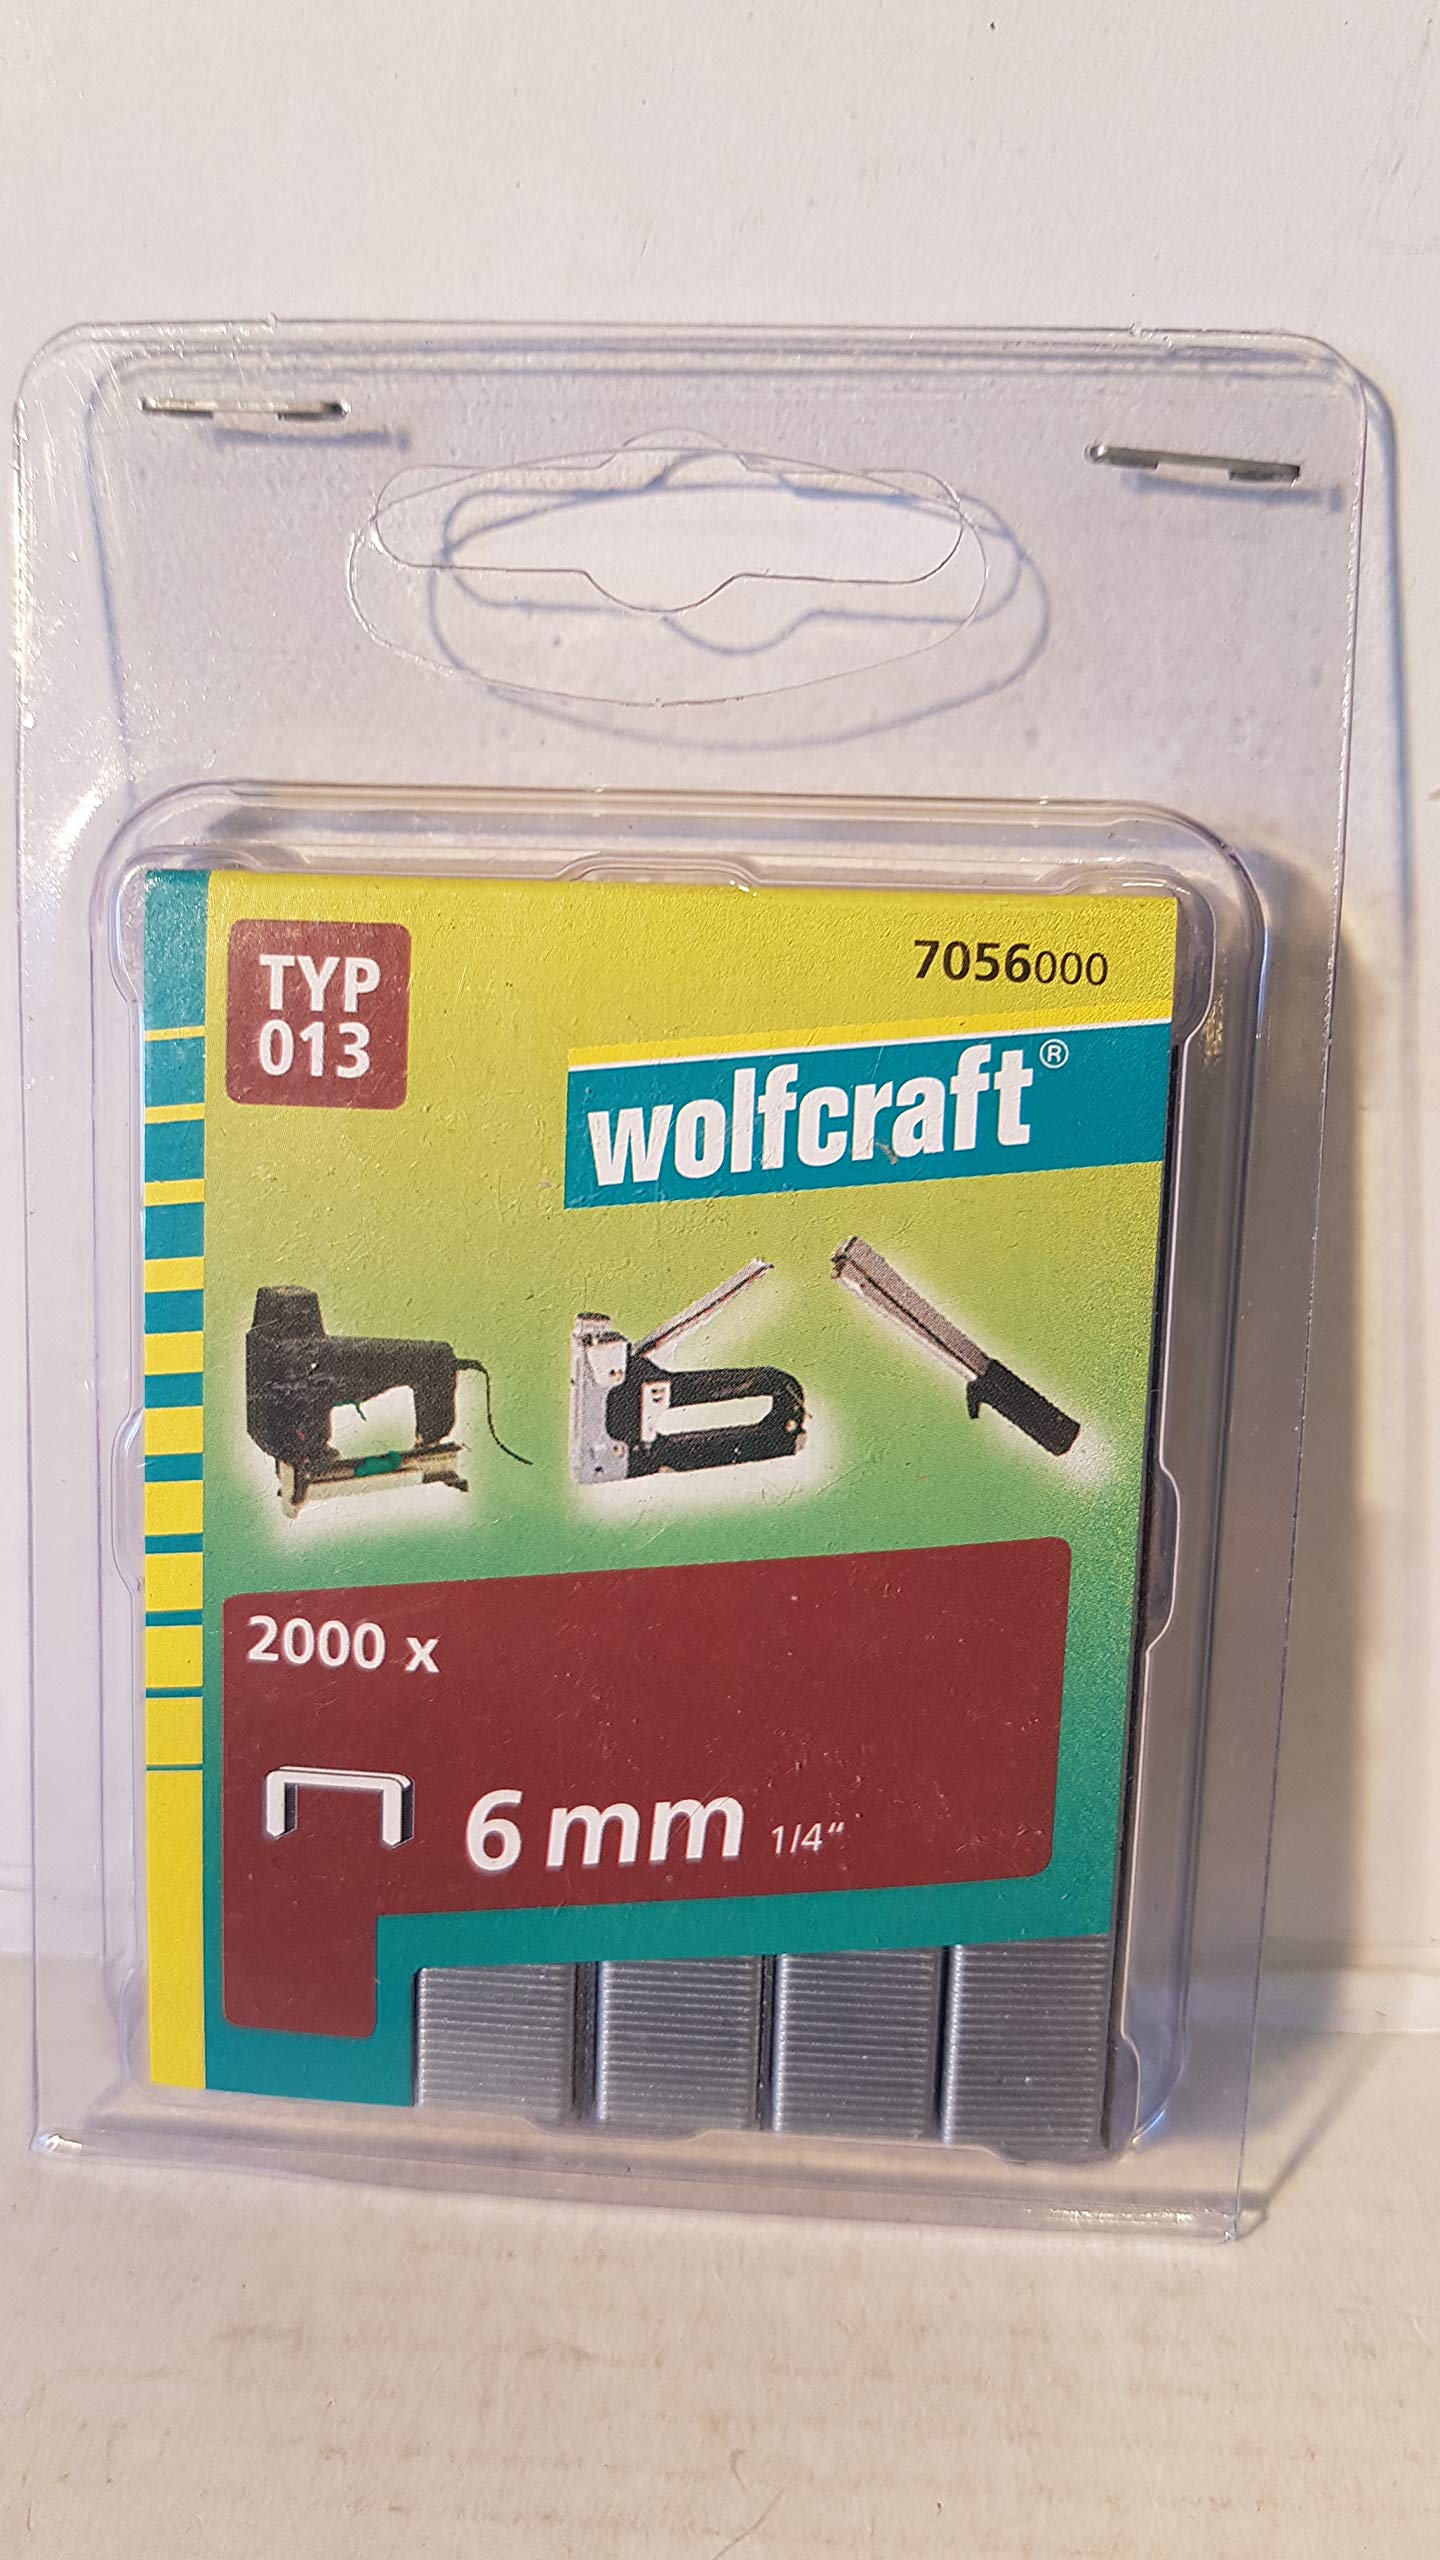 TYP
013
7056000
wolfcraft®
2000 x
6 mm 1/4"